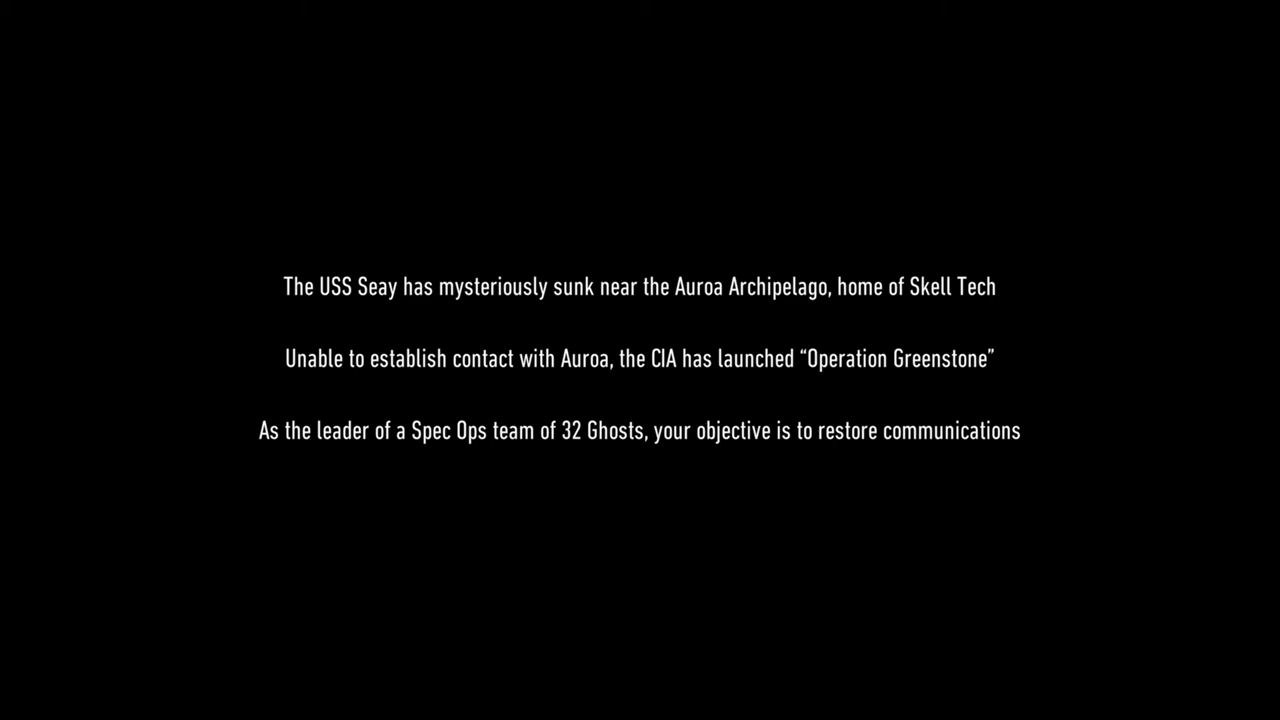 The USS Seay has mysteriously sunk near the Auroa Archipelago, home of Skell Tech
Unable to establish contact with Auroa, the CIA has launched “Operation Greenstone”
As the leader of a Spec Ops team of 32 Ghosts, your objective is to restore communications